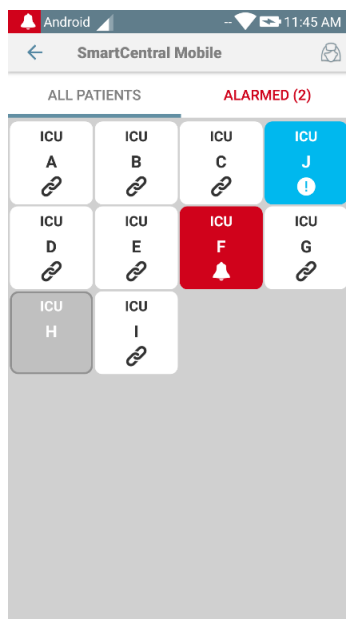 Android -- 11:45 AM
SmartCentral Mobile
ALL PATIENTS ALARMED (2)
ICU ICU ICU ICU
A B C J
ICU ICU ICU ICU
D E F G
ICU ICU
H I